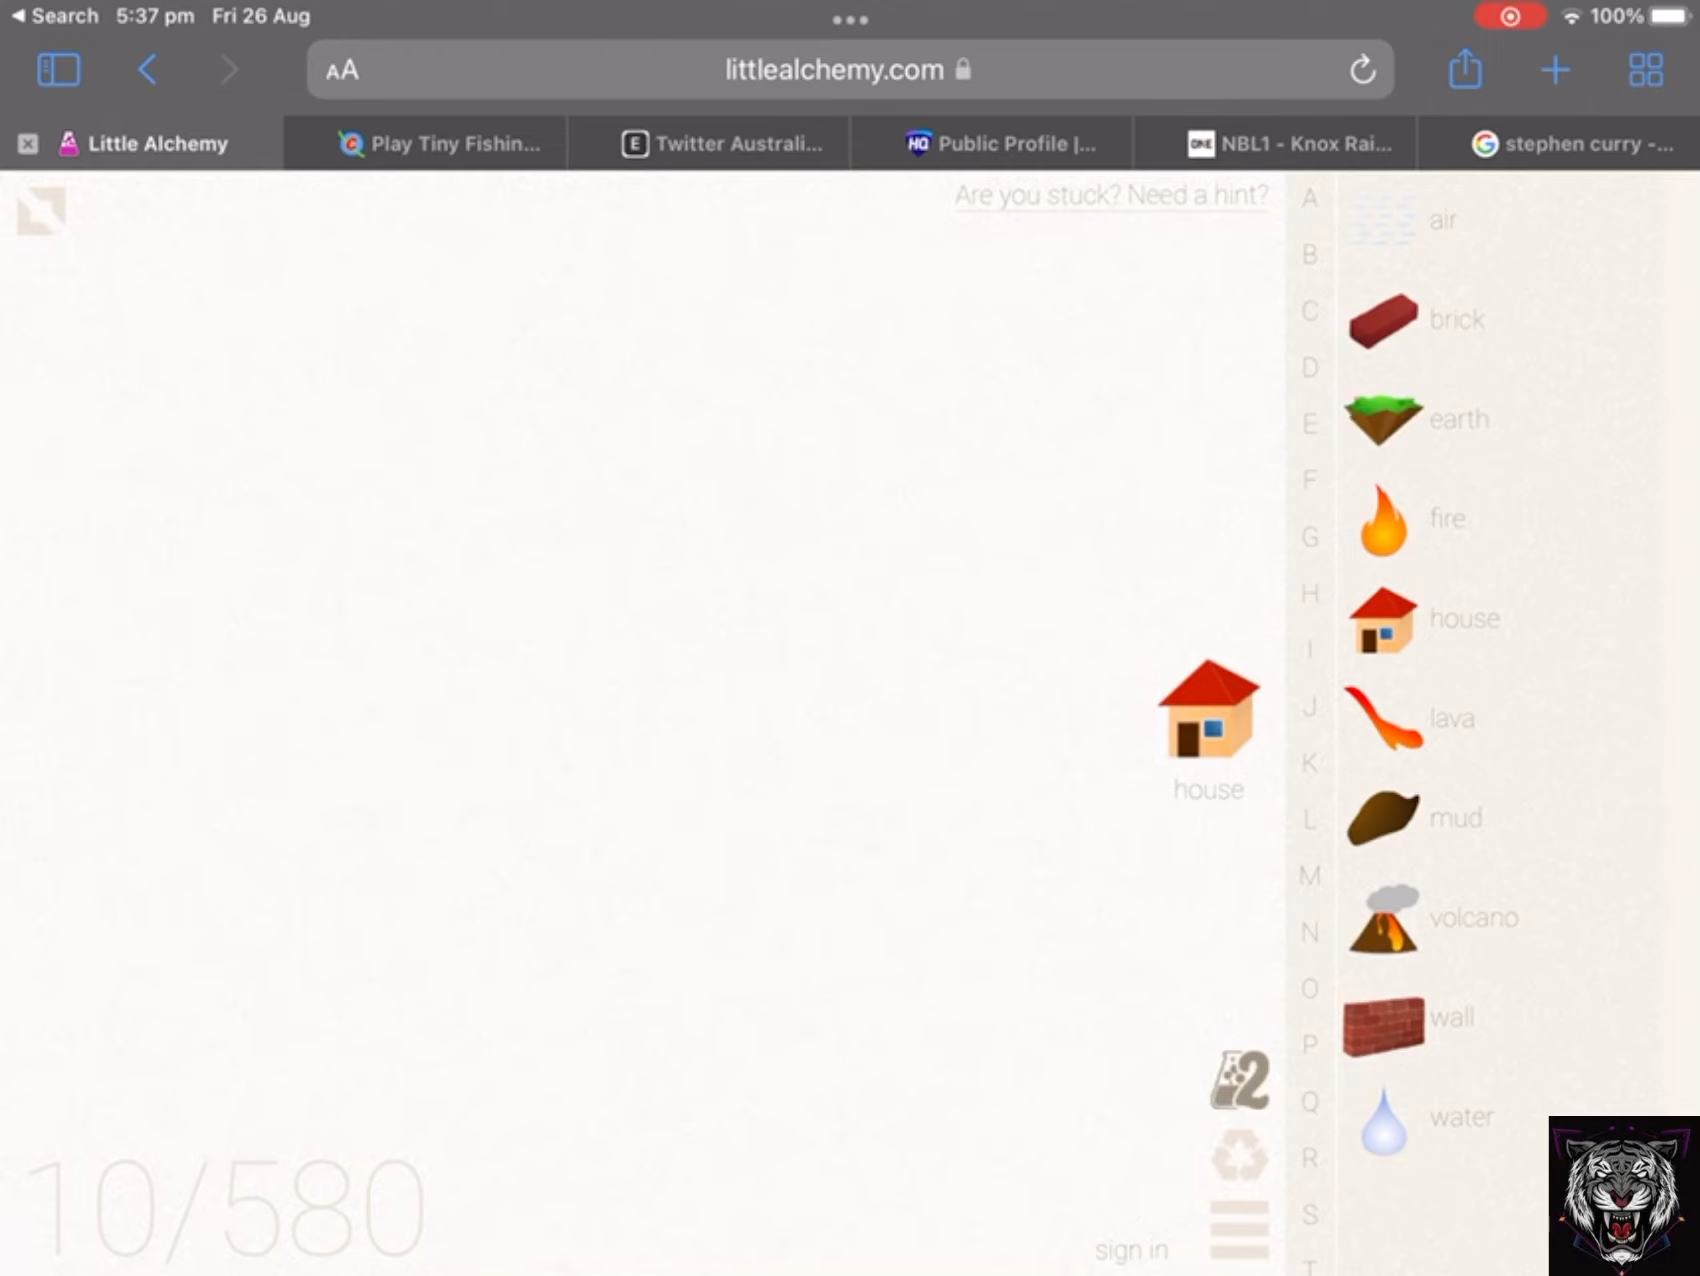 ◀ Search 5:37 pm Fri 26 Aug
100%
AA
littlealchemy.com
Little Alchemy
Play Tiny Fishin...
E Twitter Australi...
HQ Public Profile |...
ONE NBL1 - Knox Rai...
G stephen curry -...
Are you stuck? Need a hint?
A
air
B
C
brick
D
E
earth
F
fire
G
H
house
I
J
lava
K
house
L
mud
M
N
volcano
O
wall
P
2
Q
water
R
10/580
S
sign in
T